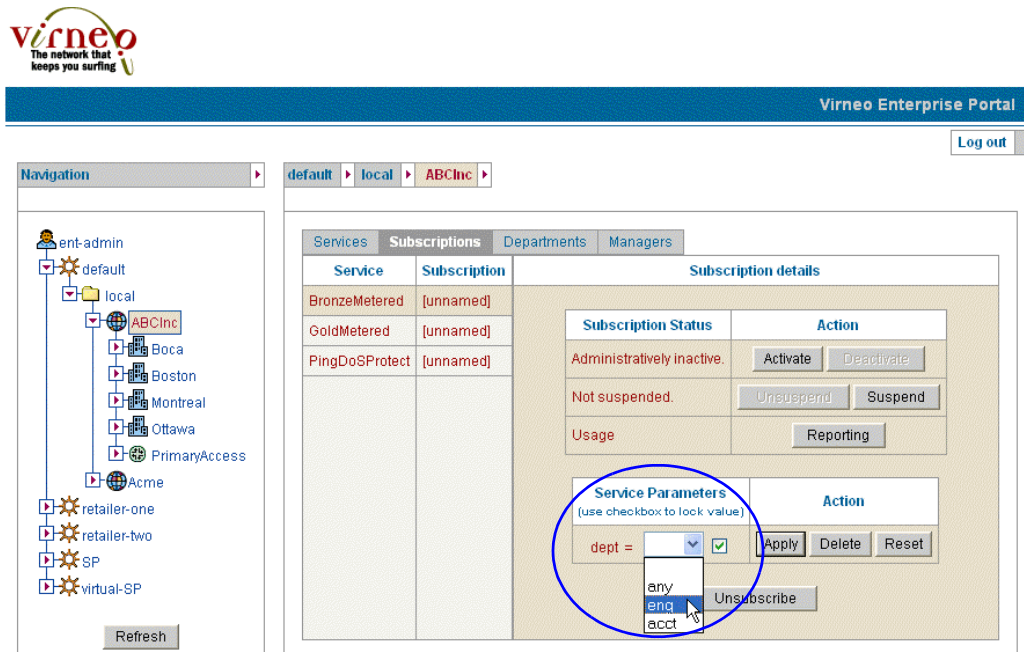 Virneo
The network that
keeps you surfing
Virneo Enterprise Portal
Log out
Navigation
default local ABCInc
ent-admin
default
local
ABCInc
Boca
Boston
Montreal
Ottawa
PrimaryAccess
Acme
retailer-one
retailer-two
SP
virtual-SP
Refresh
Services Subscriptions Departments Managers
Service Subscription Subscription details
BronzeMetered [unnamed]
GoldMetered [unnamed]
PingDoSProtect [unnamed]
Subscription Status Action
Administratively inactive. Activate Deactivate
Not suspended. Unsuspend Suspend
Usage Reporting
Service Parameters Action
(use checkbox to lock value)
dept = Apply Delete Reset
any
eng
acct
Unsubscribe